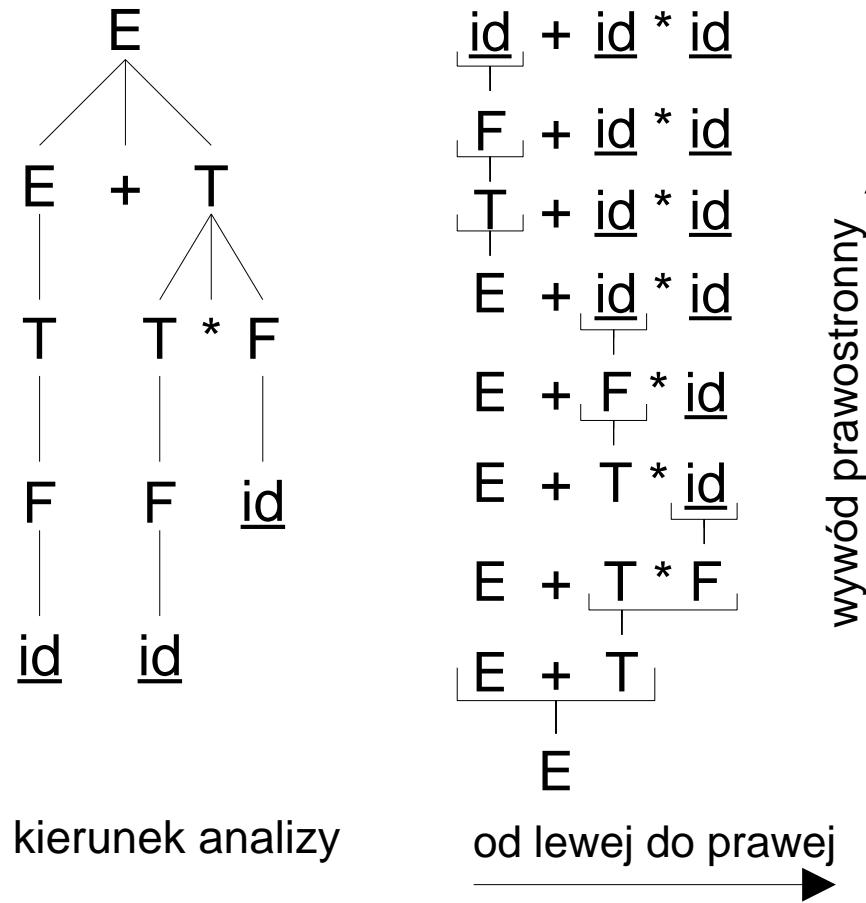 E
E + T
T T * F
F F id
id id
id + id * id
F + id * id
T + id * id
E + id * id
E + F * id
E + T * id
E + T * F
E + T
E
wywód prawostronny
kierunek analizy
od lewej do prawej